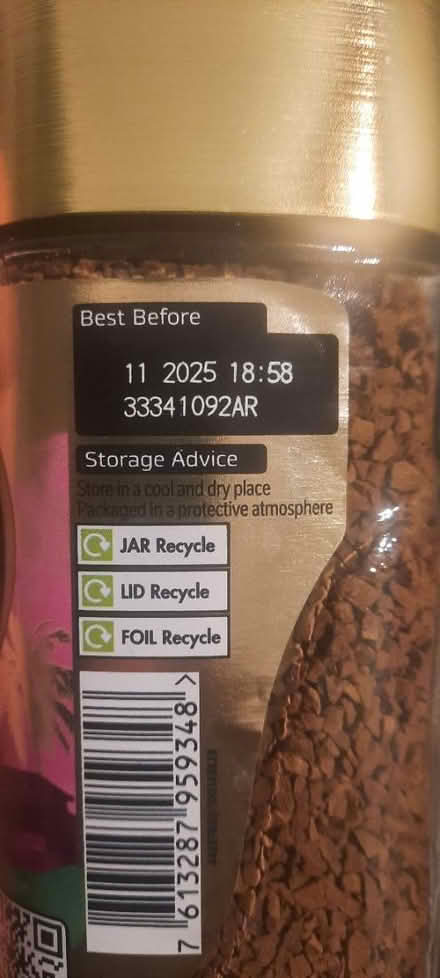 Best Before
11 2025 18:58
33341092AR
Storage Advice
Store in a cool and dry place
Packaged in a protective atmosphere
JAR Recycle
LID Recycle
FOIL Recycle
7 613287 959348 >